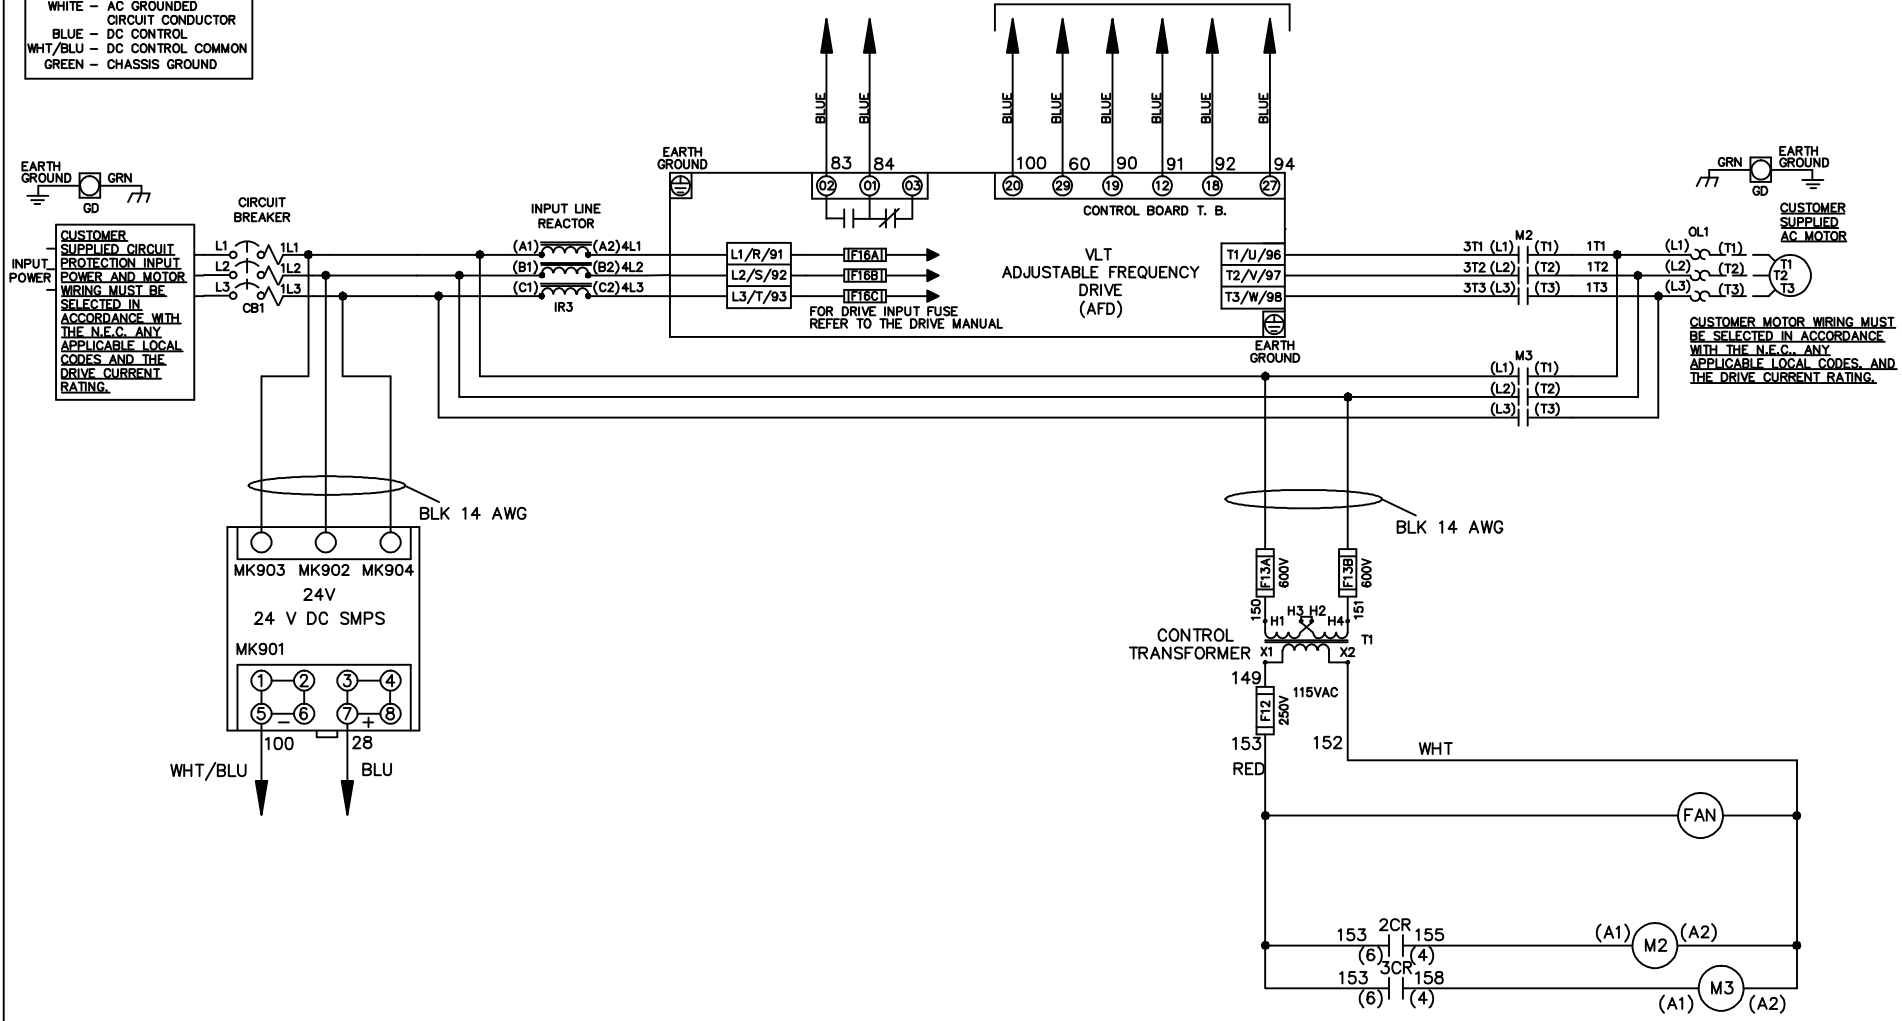 WHITE – AC GROUNDED
CIRCUIT CONDUCTOR
BLUE – DC CONTROL
WHT/BLU – DC CONTROL COMMON
GREEN – CHASSIS GROUND
BLUE
BLUE
BLUE
BLUE
BLUE
BLUE
BLUE
BLUE
EARTH
GROUND
GRN
GD
CIRCUIT
BREAKER
INPUT LINE
REACTOR
EARTH
GROUND
83
84
100
60
90
91
92
94
02
01
03
20
29
19
12
18
27
CONTROL BOARD T. B.
GRN
EARTH
GROUND
GD
CUSTOMER
SUPPLIED
AC MOTOR
INPUT
POWER
CUSTOMER
SUPPLIED CIRCUIT
PROTECTION INPUT
POWER AND MOTOR
WIRING MUST BE
SELECTED IN
ACCORDANCE WITH
THE N.E.C. ANY
APPLICABLE LOCAL
CODES AND THE
DRIVE CURRENT
RATING.
L1
1L1
L2
1L2
L3
1L3
CB1
(A1)
(A2)4L1
(B1)
(B2)4L2
(C1)
(C2)4L3
IR3
L1/R/91
L2/S/92
L3/T/93
F16A
F16B
F16C
FOR DRIVE INPUT FUSE
REFER TO THE DRIVE MANUAL
VLT
ADJUSTABLE FREQUENCY
DRIVE
(AFD)
T1/U/96
T2/V/97
T3/W/98
EARTH
GROUND
M2
3T1 (L1) (T1) 1T1
3T2 (L2) (T2) 1T2
3T3 (L3) (T3) 1T3
OL1
(L1) (T1)
(L2) (T2)
(L3) (T3)
T1
T2
T3
CUSTOMER MOTOR WIRING MUST
BE SELECTED IN ACCORDANCE
WITH THE N.E.C., ANY
APPLICABLE LOCAL CODES, AND
THE DRIVE CURRENT RATING.
M3
(L1) (T1)
(L2) (T2)
(L3) (T3)
BLK 14 AWG
BLK 14 AWG
MK903 MK902 MK904
24V
24 V DC SMPS
MK901
1 2 3 4
5 6 7 8
– +
100
28
WHT/BLU
BLU
F13A
600V
F13B
600V
150
151
H1 H3 H2 H4
CONTROL
TRANSFORMER
T1
X1 X2
149
115VAC
F12
250V
153
RED
152
WHT
FAN
2CR
153 155
(6) (4)
(A1) M2 (A2)
3CR
153 158
(6) (4)
(A1) M3 (A2)